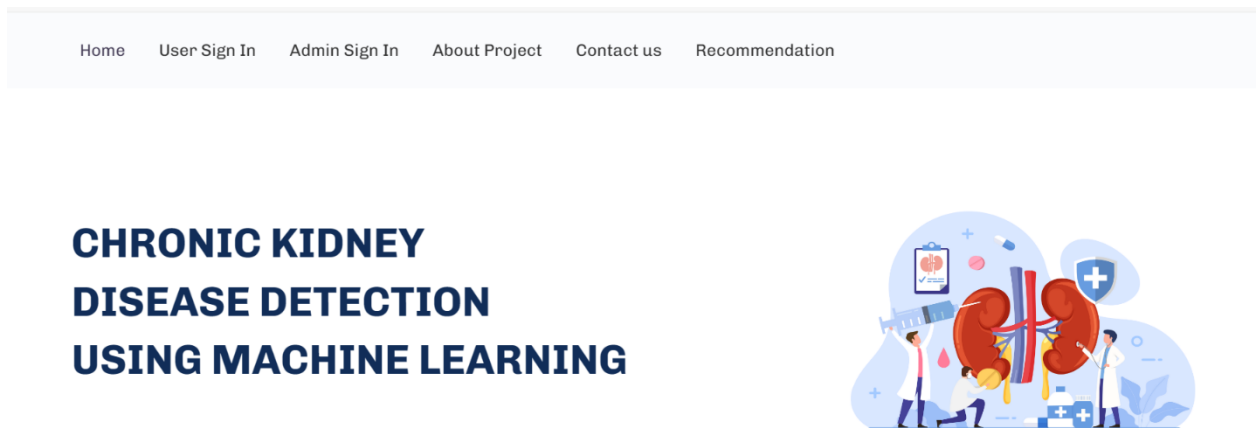 Home User Sign In Admin Sign In About Project Contact us Recommendation
CHRONIC KIDNEY
DISEASE DETECTION
USING MACHINE LEARNING